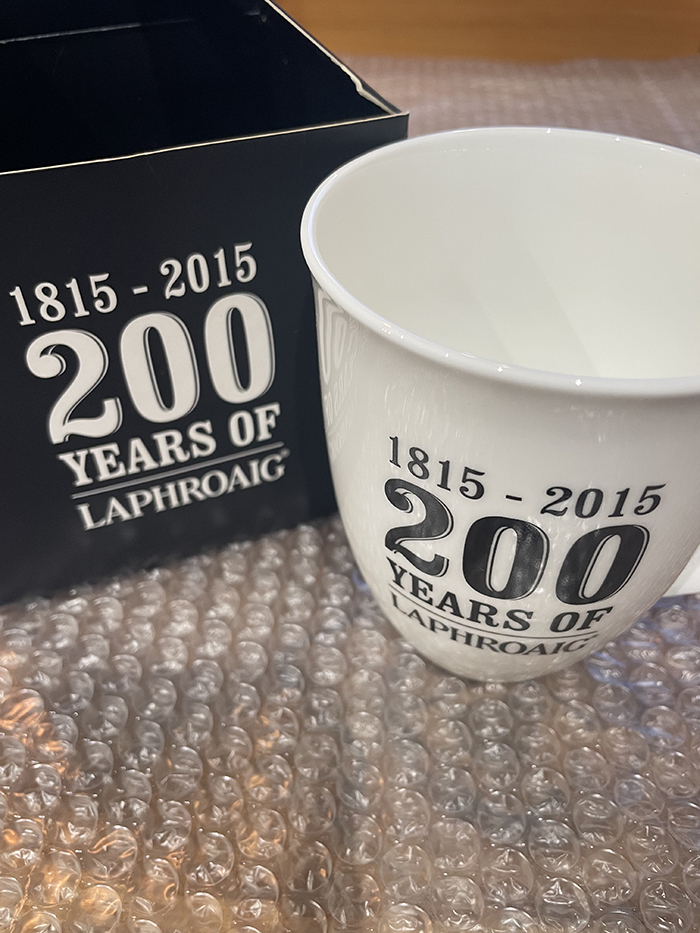 1815 - 2015
200
YEARS OF
LAPHROAIG®
1815 - 2015
200
YEARS OF
LAPHROAIG